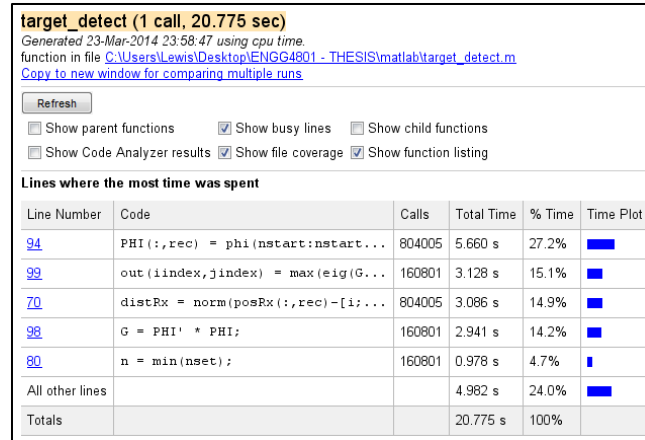 target_detect (1 call, 20.775 sec)
Generated 23-Mar-2014 23:58:47 using cpu time.
function in file C:\Users\Lewis\Desktop\ENGG4801 - THESIS\matlab\target_detect.m
Copy to new window for comparing multiple runs
Refresh
Show parent functions Show busy lines Show child functions
Show Code Analyzer results Show file coverage Show function listing
Lines where the most time was spent
Line Number Code Calls Total Time % Time Time Plot
94 PHI(:,rec) = phi(nstart:nstart... 804005 5.660 s 27.2%
99 out(iindex,jindex) = max(eig(G... 160801 3.128 s 15.1%
70 distRx = norm(posRx(:,rec)-[i;... 804005 3.086 s 14.9%
98 G = PHI' * PHI; 160801 2.941 s 14.2%
80 n = min(nset); 160801 0.978 s 4.7%
All other lines 4.982 s 24.0%
Totals 20.775 s 100%